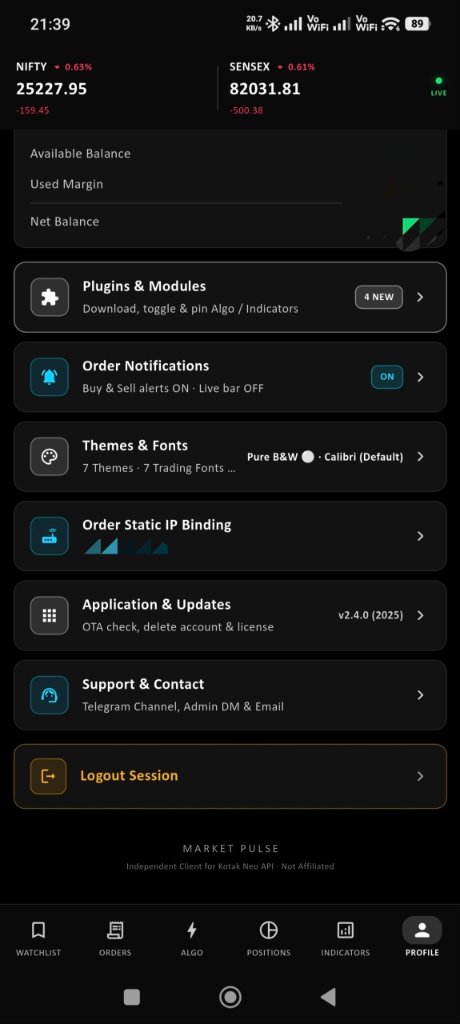 21:39
20.7 KB/s Vo WiFi Vo WiFi 6 89
NIFTY 0.63%
25227.95
-159.45
SENSEX 0.61%
82031.81
-500.38
LIVE
Available Balance
Used Margin
Net Balance
Plugins & Modules
Download, toggle & pin Algo / Indicators
4 NEW
Order Notifications
Buy & Sell alerts ON · Live bar OFF
ON
Themes & Fonts
7 Themes · 7 Trading Fonts ...
Pure B&W · Calibri (Default)
Order Static IP Binding
Application & Updates
OTA check, delete account & license
v2.4.0 (2025)
Support & Contact
Telegram Channel, Admin DM & Email
Logout Session
MARKET PULSE
Independent Client for Kotak Neo API · Not Affiliated
WATCHLIST
ORDERS
ALGO
POSITIONS
INDICATORS
PROFILE